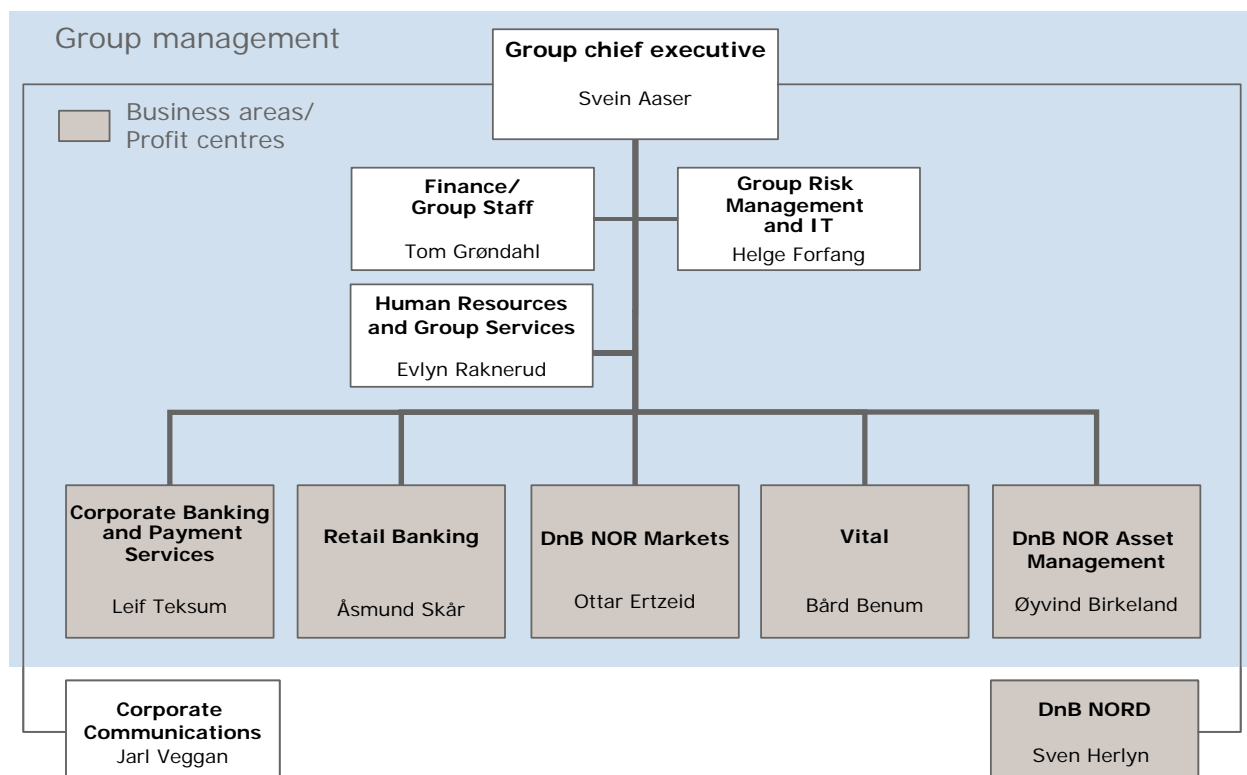 Group management
Group chief executive
Svein Aaser
Business areas/
Profit centres
Finance/
Group Staff
Tom Grøndahl
Group Risk
Management
and IT
Helge Forfang
Human Resources
and Group Services
Evlyn Raknerud
Corporate Banking
and Payment
Services
Leif Teksum
Retail Banking
Åsmund Skår
DnB NOR Markets
Ottar Ertzeid
Vital
Bård Benum
DnB NOR Asset
Management
Øyvind Birkeland
Corporate
Communications
Jarl Veggan
DnB NORD
Sven Herlyn